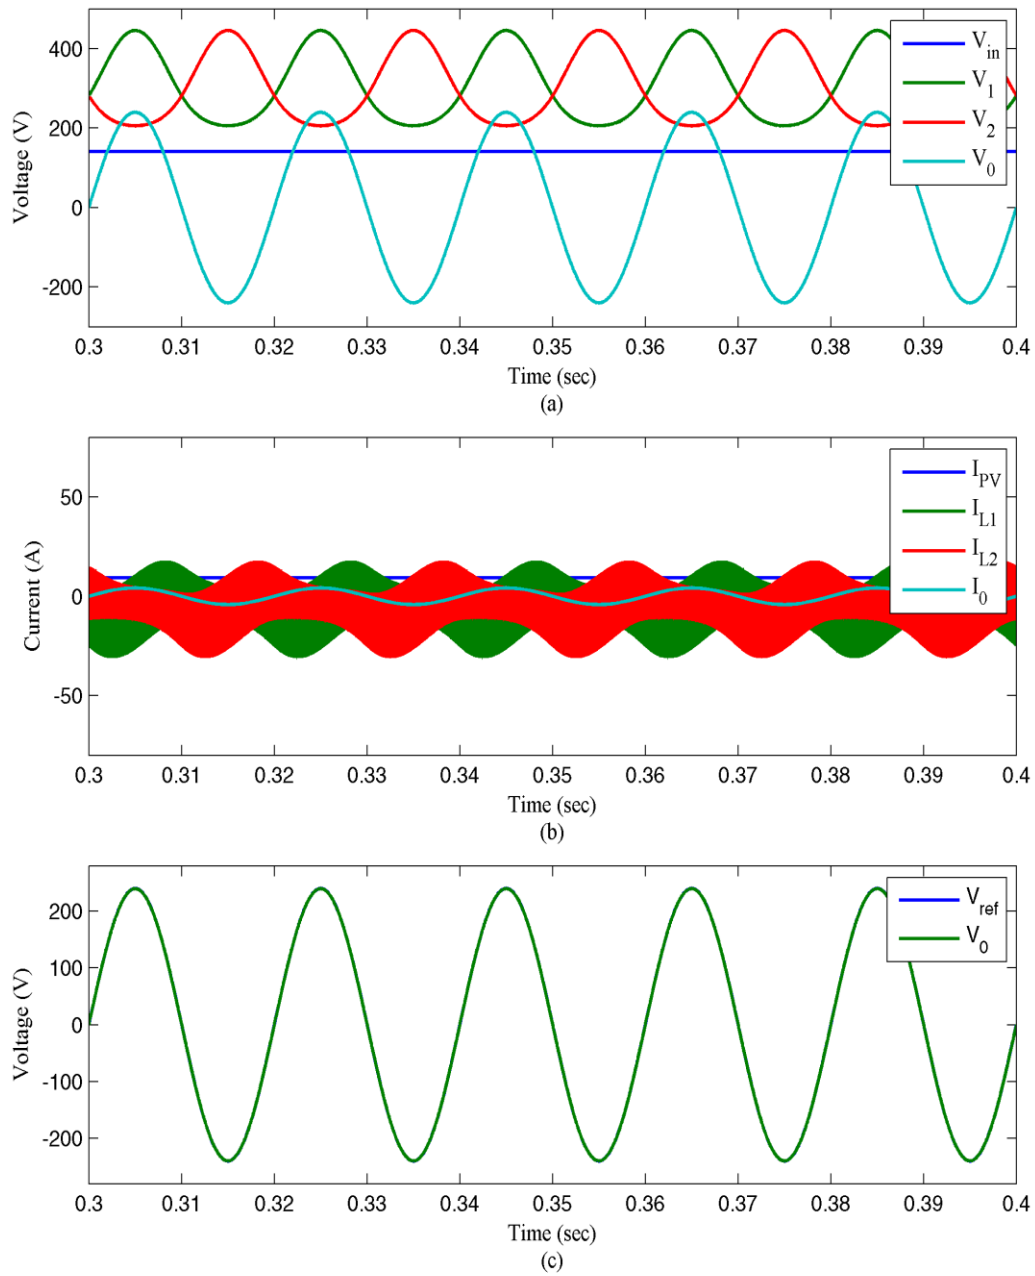 400
200
0
-200
Voltage (V)
V_in
V_1
V_2
V_0
0.3 0.31 0.32 0.33 0.34 0.35 0.36 0.37 0.38 0.39 0.4
Time (sec)
(a)
50
0
-50
Current (A)
I_PV
I_L1
I_L2
I_0
0.3 0.31 0.32 0.33 0.34 0.35 0.36 0.37 0.38 0.39 0.4
Time (sec)
(b)
200
100
0
-100
-200
Voltage (V)
V_ref
V_0
0.3 0.31 0.32 0.33 0.34 0.35 0.36 0.37 0.38 0.39 0.4
Time (sec)
(c)